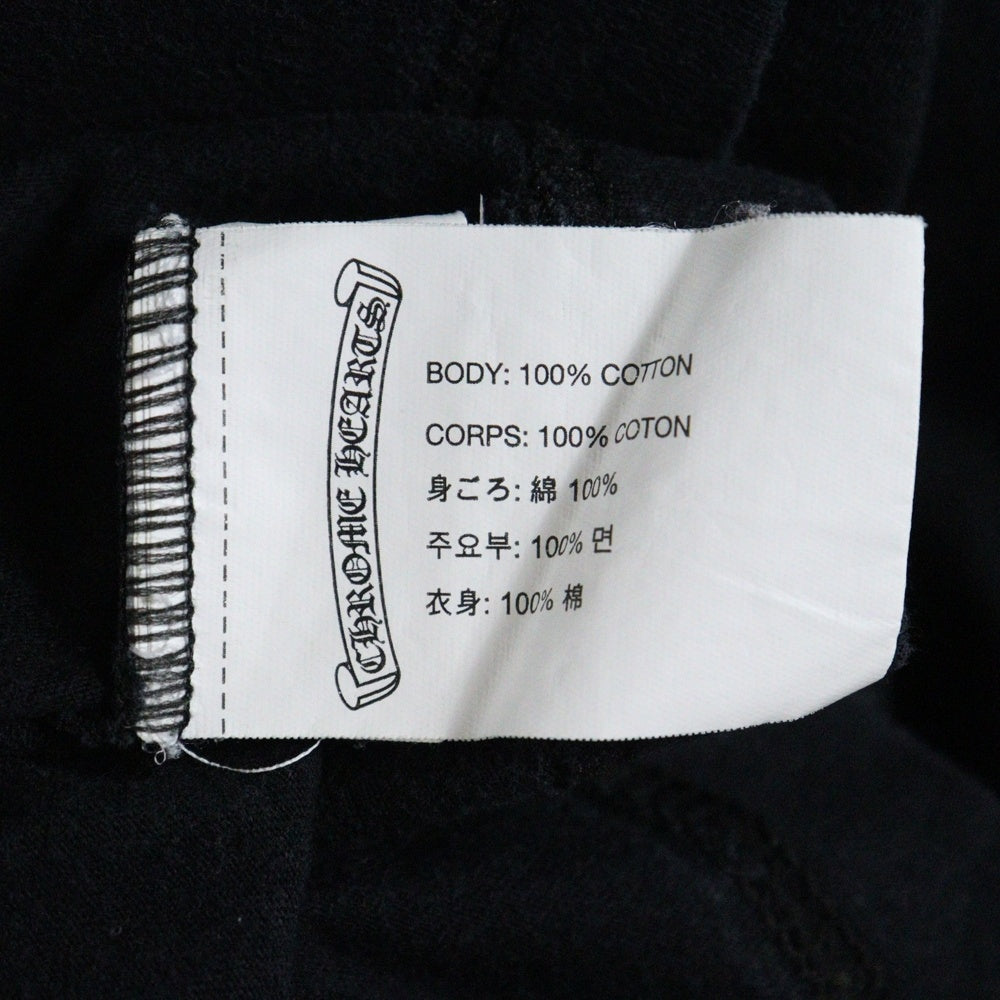 CHROME HEARTS
BODY: 100% COTTON
CORPS: 100% COTON
身ごろ: 綿 100%
주요부: 100% 면
衣身: 100% 棉